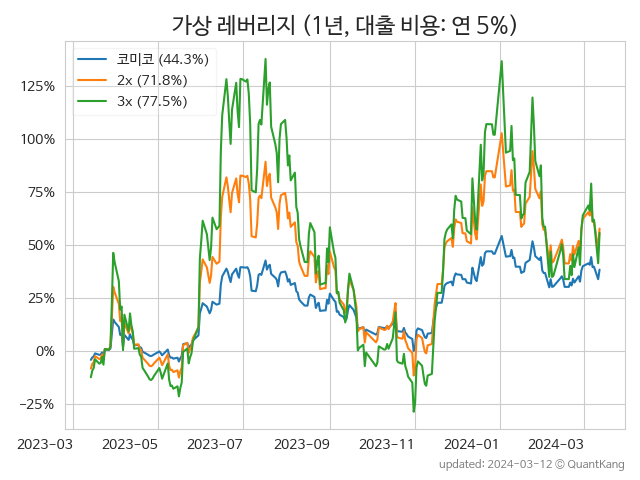 가상 레버리지 (1년, 대출 비용: 연 5%)
코미코 (44.3%)
2x (71.8%)
3x (77.5%)
125%
100%
75%
50%
25%
0%
−25%
2023-03 2023-05 2023-07 2023-09 2023-11 2024-01 2024-03
updated: 2024-03-12 © QuantKang